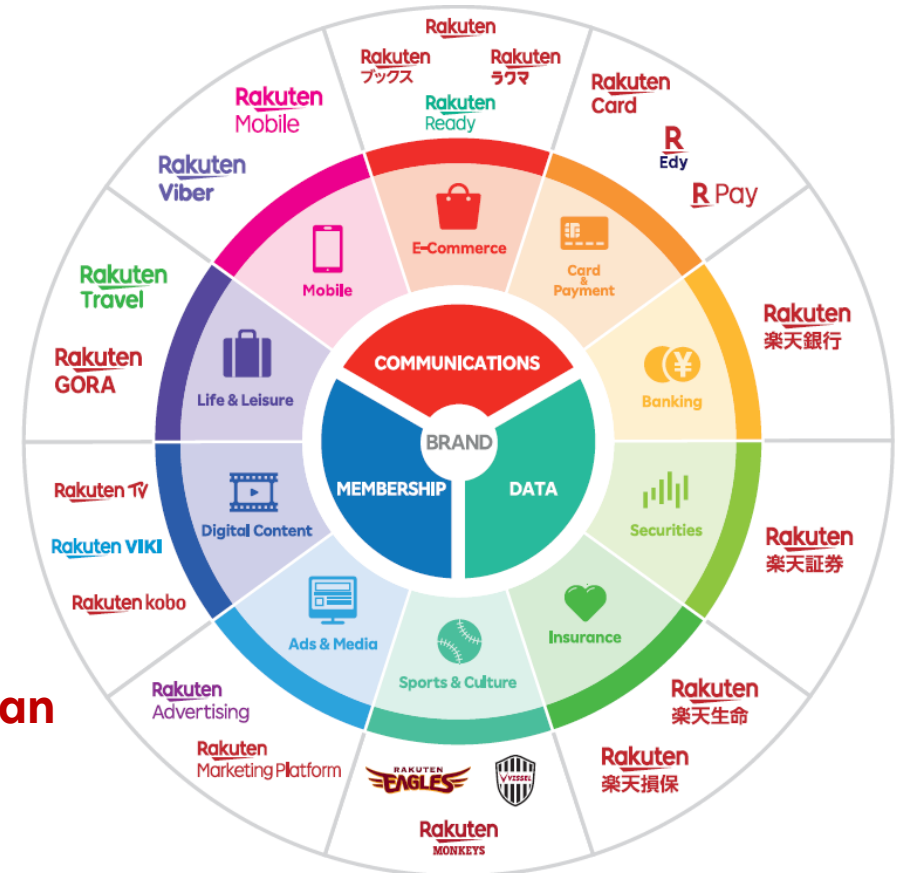 Rakuten
Rakuten
ブックス
Rakuten
ラクマ
Rakuten
Ready
Rakuten
Card
R
Edy
R Pay
Rakuten
楽天銀行
Rakuten
楽天証券
Rakuten
楽天生命
Rakuten
楽天損保
RAKUTEN
EAGLES
VISSEL
Rakuten
MONKEYS
Rakuten
Advertising
Rakuten
Marketing Platform
Rakuten TV
Rakuten VIKI
Rakuten kobo
Rakuten
Travel
Rakuten
GORA
Rakuten
Mobile
Rakuten
Viber
E-Commerce
Card
&
Payment
Banking
¥
Securities
Insurance
Sports & Culture
Ads & Media
Digital Content
Life & Leisure
Mobile
COMMUNICATIONS
BRAND
MEMBERSHIP
DATA
an